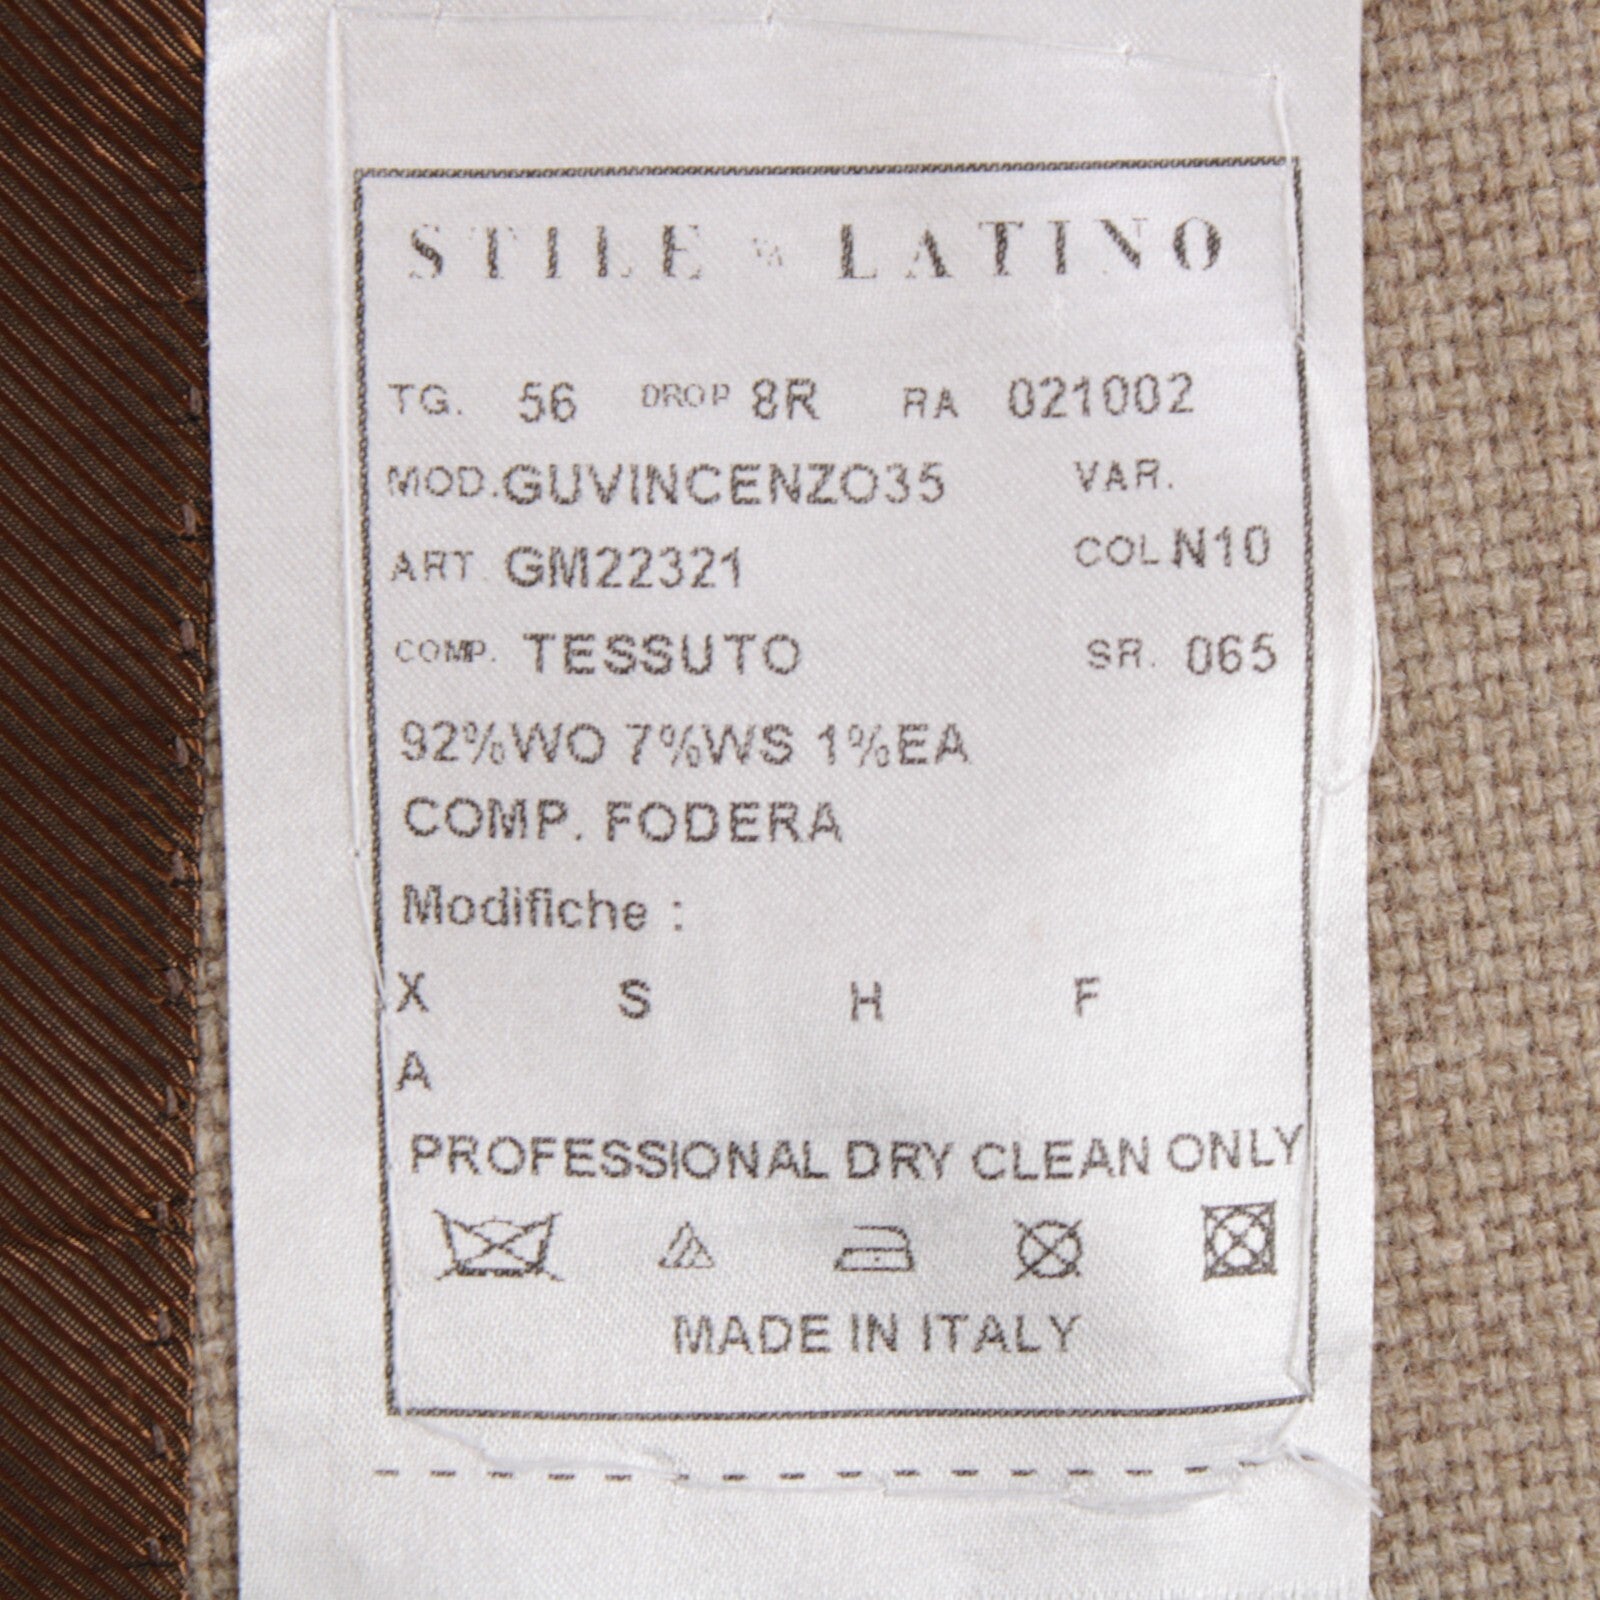 STILE LATINO
TG. 56 DROP 8R RA 021002
MOD. GUVINCENZO35 VAR.
ART. GM22321 COL N10
COMP. TESSUTO SR. 065
92%WO 7%WS 1%EA
COMP. FODERA
Modifiche :
X S H F
A
PROFESSIONAL DRY CLEAN ONLY
MADE IN ITALY